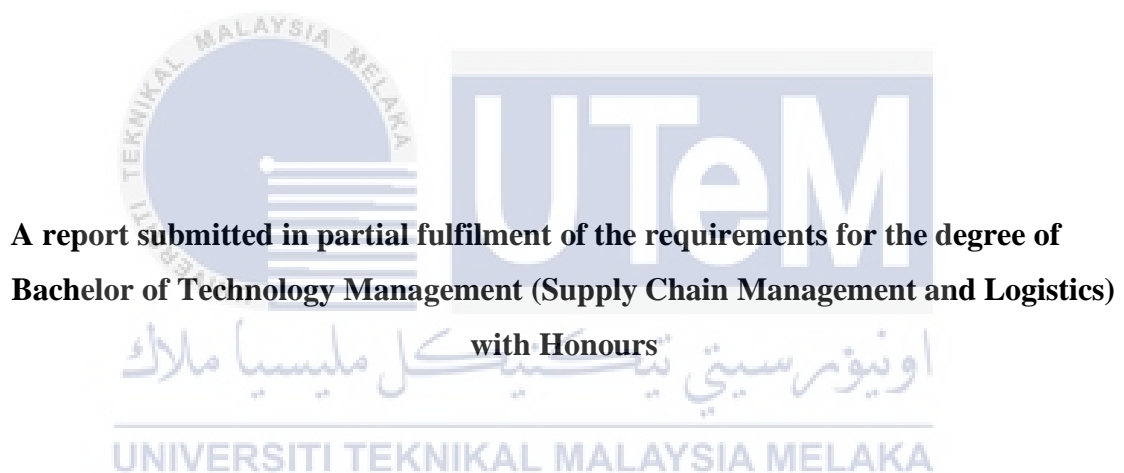 MALAYSIA MELAKA
UNIVERSITI TEKNIKAL
UTeM
A report submitted in partial fulfilment of the requirements for the degree of
Bachelor of Technology Management (Supply Chain Management and Logistics)
with Honours
اونيۏرسيتي تيكنيكل مليسيا ملاك
UNIVERSITI TEKNIKAL MALAYSIA MELAKA